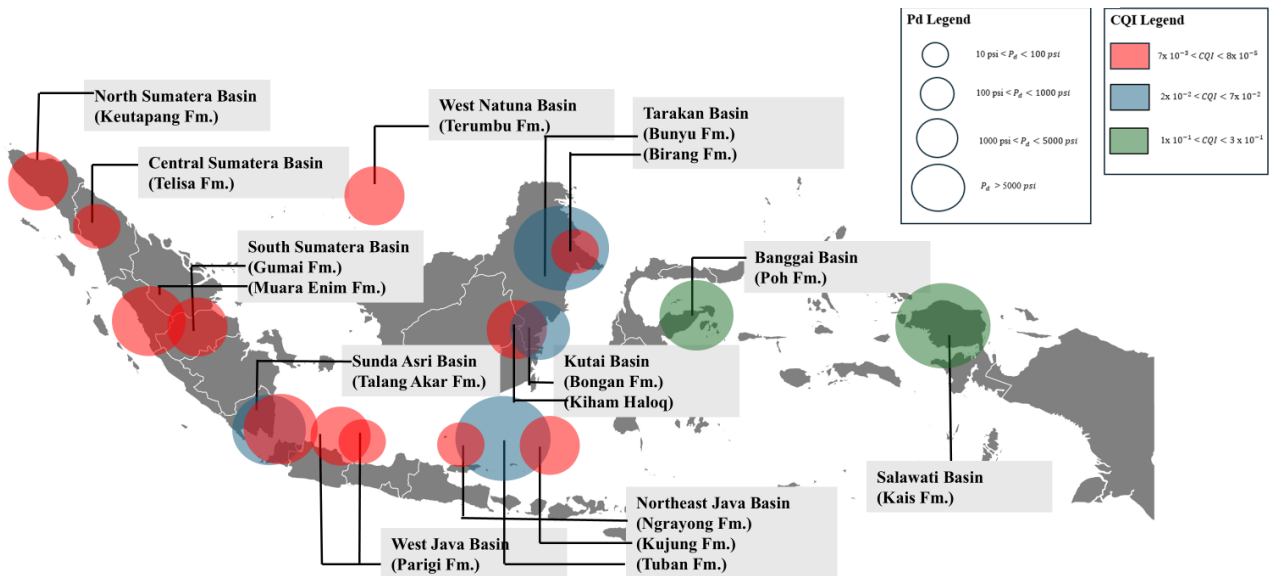 North Sumatera Basin
(Keutapang Fm.)
Central Sumatera Basin
(Telisa Fm.)
South Sumatera Basin
(Gumai Fm.)
(Muara Enim Fm.)
Sunda Asri Basin
(Talang Akar Fm.)
West Java Basin
(Parigi Fm.)
West Natuna Basin
(Terumbu Fm.)
Tarakan Basin
(Bunyu Fm.)
(Birang Fm.)
Kutai Basin
(Bongan Fm.)
(Kiham Haloq)
Northeast Java Basin
(Ngrayong Fm.)
(Kujung Fm.)
(Tuban Fm.)
Banggai Basin
(Poh Fm.)
Salawati Basin
(Kais Fm.)
Pd Legend
10 psi < P_d < 100 psi
100 psi < P_d < 1000 psi
1000 psi < P_d < 5000 psi
P_d > 5000 psi
CQI Legend
7x 10⁻³ < CQI < 8x 10⁻⁵
2x 10⁻² < CQI < 7x 10⁻²
1x 10⁻¹ < CQI < 3 x 10⁻¹